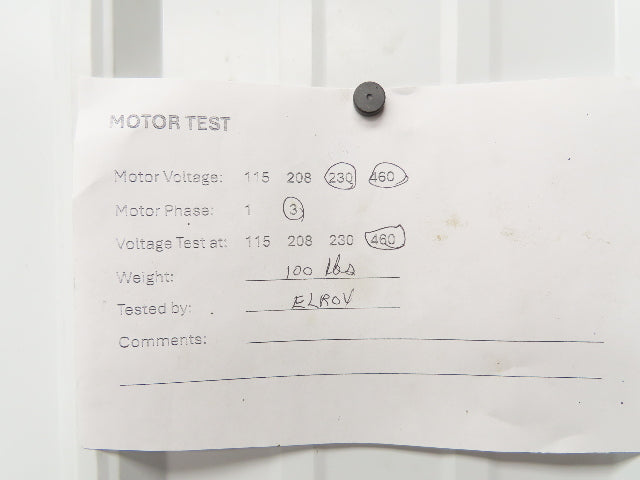 MOTOR TEST
Motor Voltage: 115 208 230 460
Motor Phase: 1 3
Voltage Test at: 115 208 230 460
Weight: 100 lbs
Tested by: ELROV
Comments: